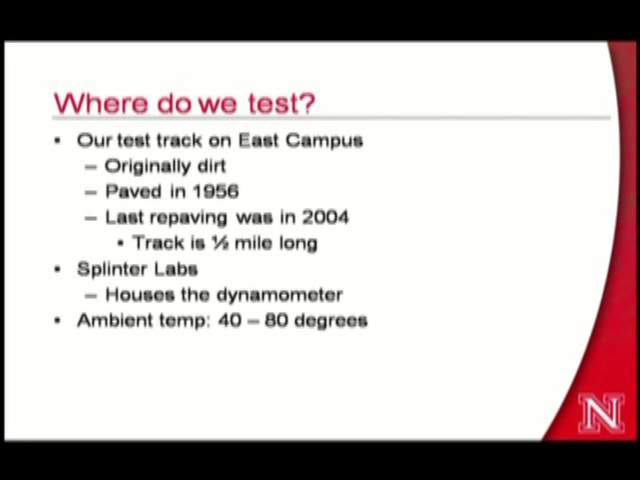 Where do we test?
• Our test track on East Campus
– Originally dirt
– Paved in 1956
– Last repaving was in 2004
• Track is ½ mile long
• Splinter Labs
– Houses the dynamometer
• Ambient temp: 40 – 80 degrees
N